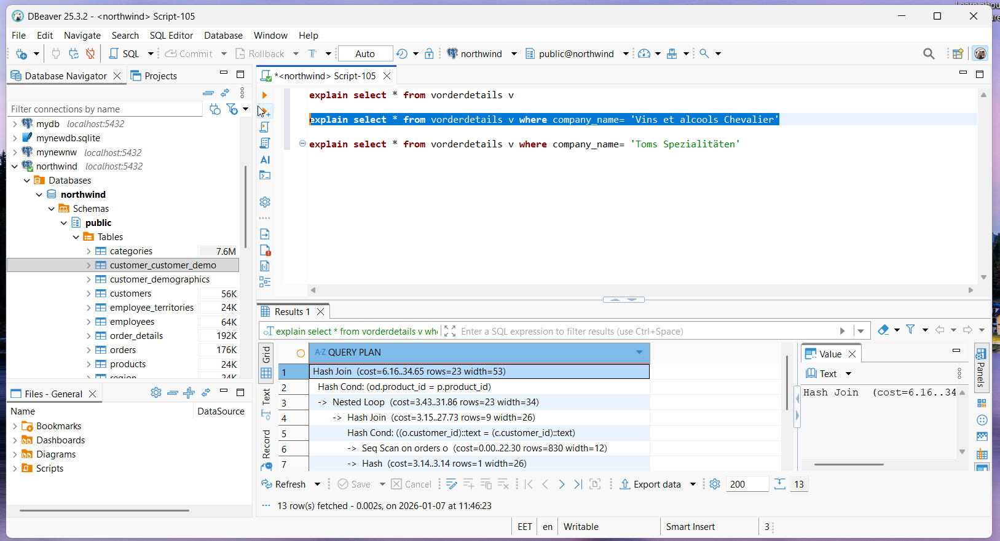 Learn abou
DBeaver 25.3.2 - <northwind> Script-105
File Edit Navigate Search SQL Editor Database Window Help
SQL Commit Rollback Auto northwind public@northwind
Database Navigator Projects
Filter connections by name
mydb localhost:5432
mynewdb.sqlite
mynewnw localhost:5432
northwind localhost:5432
Databases
northwind
Schemas
public
Tables
categories 7.6M
customer_customer_demo
customer_demographics
customers 56K
employee_territories 24K
employees 64K
order_details 192K
orders 176K
products 24K
region 24K
Files - General
Name DataSource
Bookmarks
Dashboards
Diagrams
Scripts
*<northwind> Script-105
explain select * from vorderdetails v
explain select * from vorderdetails v where company_name= 'Vins et alcools Chevalier'
explain select * from vorderdetails v where company_name= 'Toms Spezialitäten'
AI
Results 1
explain select * from vorderdetails v whe
Enter a SQL expression to filter results (use Ctrl+Space)
Grid
Text
Record
A-Z QUERY PLAN
1 Hash Join (cost=6.16..34.65 rows=23 width=53)
2 Hash Cond: (od.product_id = p.product_id)
3 -> Nested Loop (cost=3.43..31.86 rows=23 width=34)
4 -> Hash Join (cost=3.15..27.73 rows=9 width=26)
5 Hash Cond: ((o.customer_id)::text = (c.customer_id)::text)
6 -> Seq Scan on orders o (cost=0.00..22.30 rows=830 width=12)
7 -> Hash (cost=3.14..3.14 rows=1 width=26)
Value
Text
Hash Join (cost=6.16..34
Panels
Refresh Save Cancel Export data 200 13
13 row(s) fetched - 0.002s, on 2026-01-07 at 11:46:23
EET en Writable Smart Insert 3